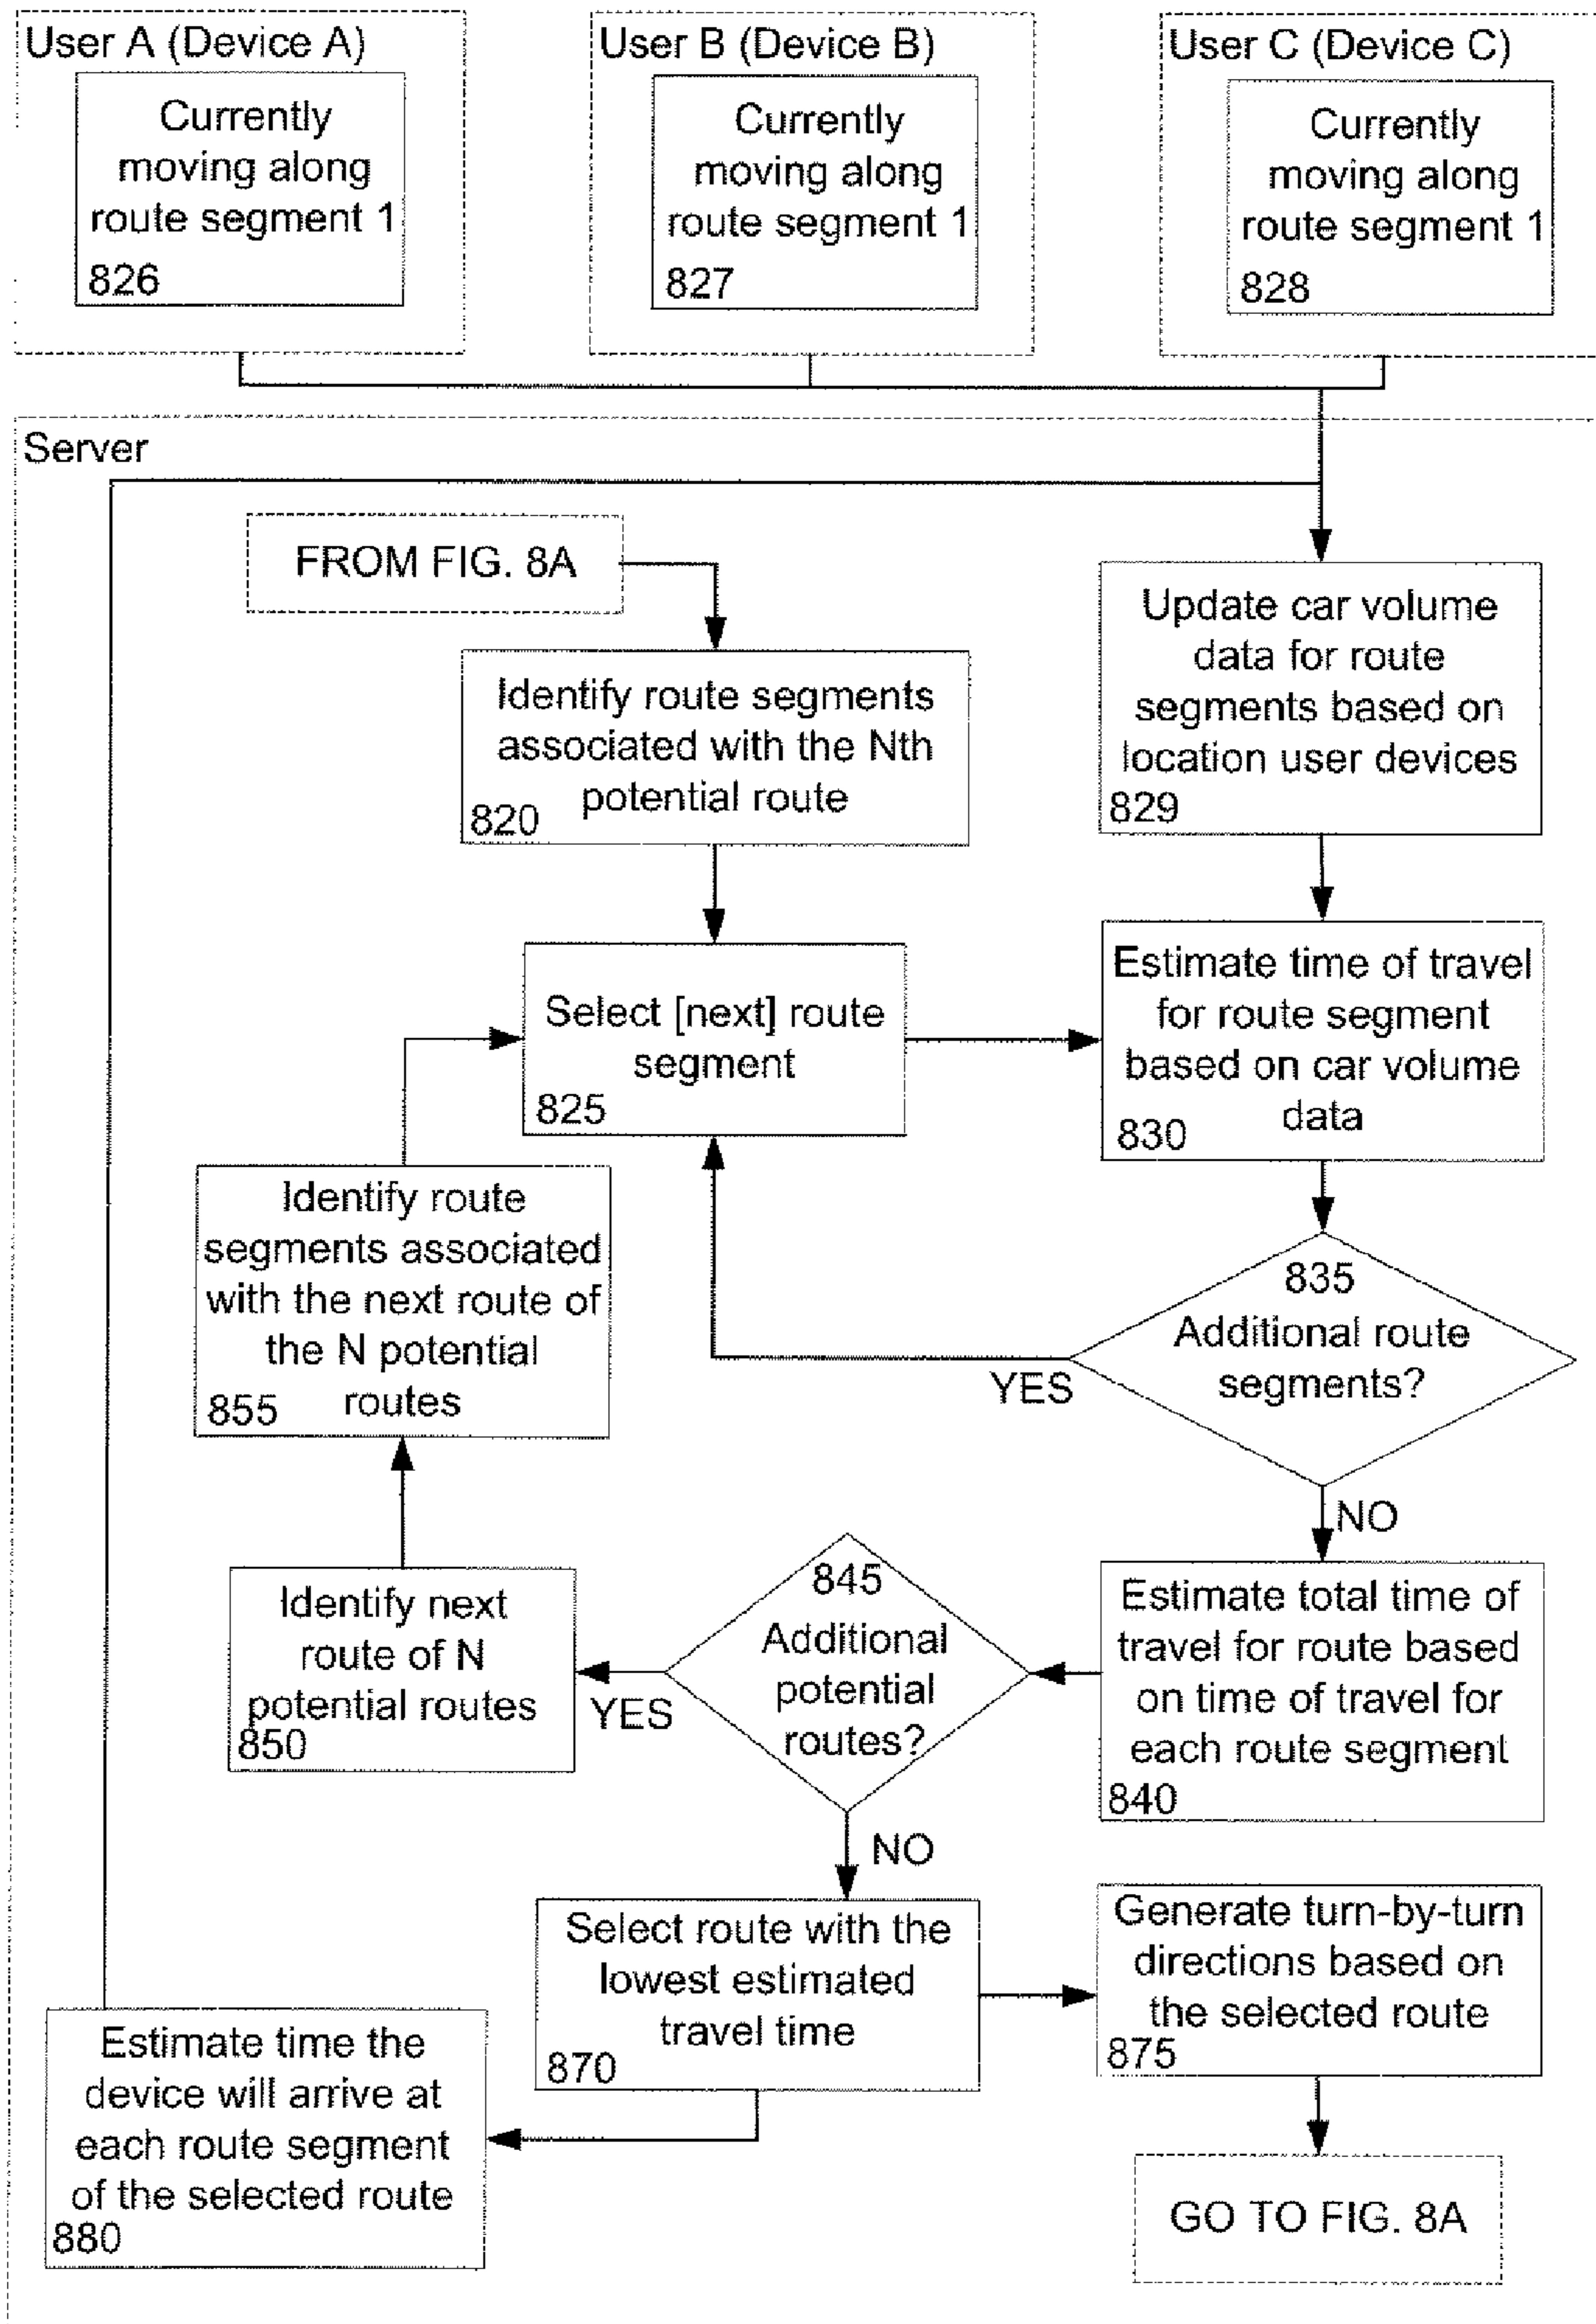 User A (Device A)
Currently
moving along
route segment 1
826
User B (Device B)
Currently
moving along
route segment 1
827
User C (Device C)
Currently
moving along
route segment 1
828
Server
FROM FIG. 8A
Identify route segments
associated with the Nth
potential route
820
Update car volume
data for route
segments based on
location user devices
829
Select [next] route
segment
825
Estimate time of travel
for route segment
based on car volume
data
830
Identify route
segments associated
with the next route of
the N potential
routes
855
835
Additional route
segments?
YES
NO
Identify next
route of N
potential routes
850
845
Additional
potential
routes?
YES
NO
Estimate total time of
travel for route based
on time of travel for
each route segment
840
Select route with the
lowest estimated
travel time
870
Generate turn-by-turn
directions based on
the selected route
875
Estimate time the
device will arrive at
each route segment
of the selected route
880
GO TO FIG. 8A